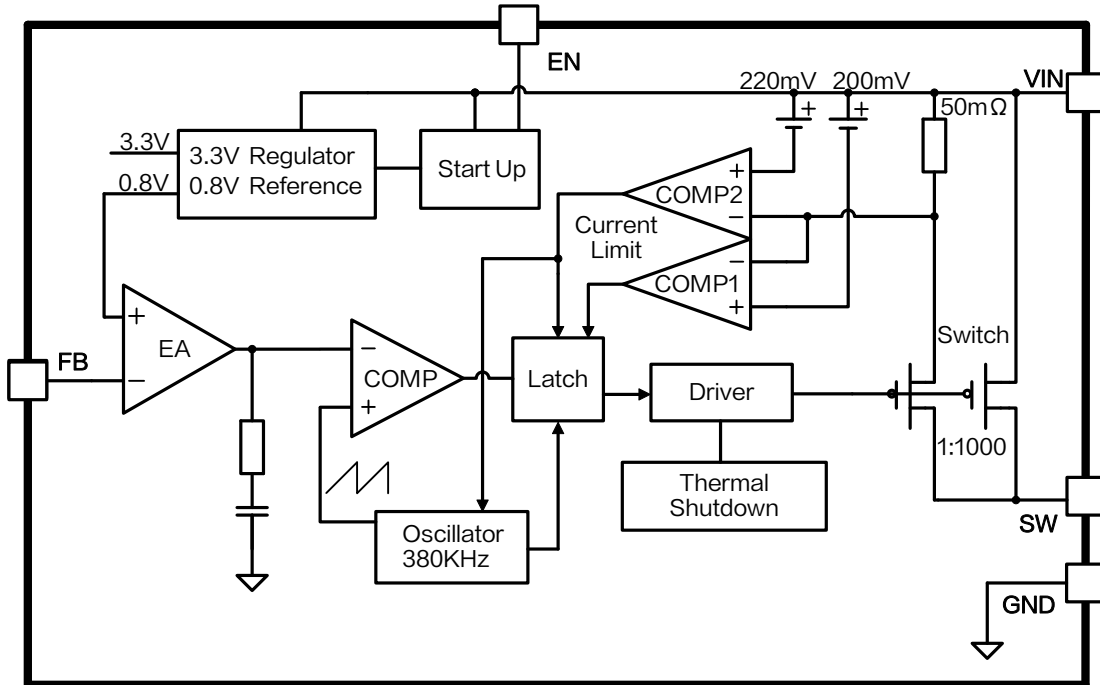 EN
220mV
200mV
VIN
+
+
50mΩ
3.3V
3.3V Regulator
0.8V
0.8V Reference
Start Up
+
COMP2
−
Current
Limit
−
COMP1
+
+
EA
FB
−
−
COMP
+
Latch
Driver
Switch
1:1000
Thermal
Shutdown
Oscillator
380KHz
SW
GND